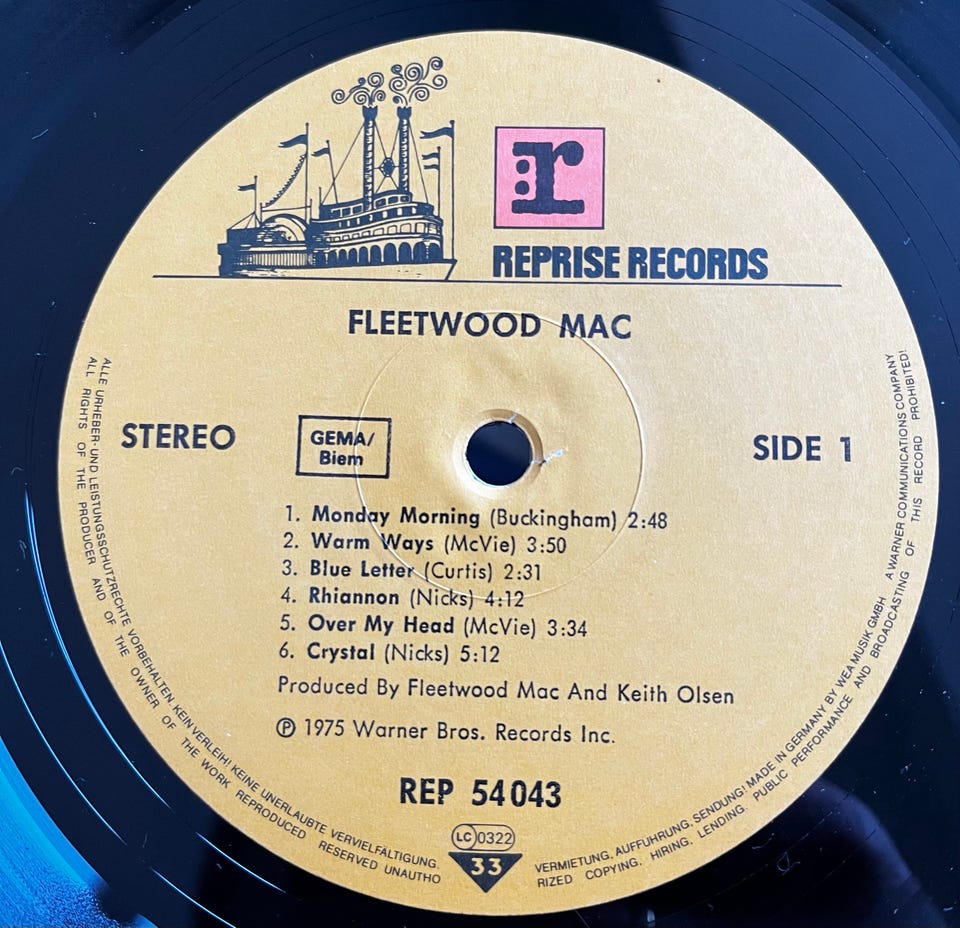 r:
REPRISE RECORDS
FLEETWOOD MAC
STEREO
GEMA/
Biem
SIDE 1
1. Monday Morning (Buckingham) 2:48
2. Warm Ways (McVie) 3:50
3. Blue Letter (Curtis) 2:31
4. Rhiannon (Nicks) 4:12
5. Over My Head (McVie) 3:34
6. Crystal (Nicks) 5:12
Produced By Fleetwood Mac And Keith Olsen
℗ 1975 Warner Bros. Records Inc.
REP 54 043
LC 0322
33
ALLE URHEBER- UND LEISTUNGSSCHUTZRECHTE VORBEHALTEN. KEIN VERLEIH! KEINE UNERLAUBTE VERVIELFÄLTIGUNG.
VERMIETUNG, AUFFÜHRUNG, SENDUNG! MADE IN GERMANY BY WEA MUSIK GMBH A WARNER COMMUNICATIONS COMPANY
ALL RIGHTS OF THE PRODUCER AND OF THE OWNER OF THE WORK REPRODUCED RESERVED UNAUTHO
RIZED COPYING, HIRING, LENDING, PUBLIC PERFORMANCE AND BROADCASTING OF THIS RECORD PROHIBITED!